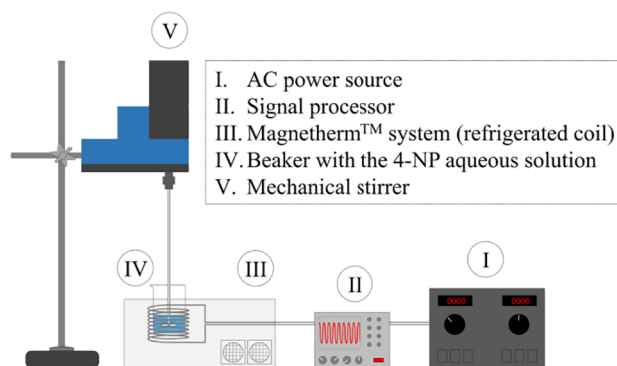 V
I. AC power source
II. Signal processor
III. Magnetherm™ system (refrigerated coil)
IV. Beaker with the 4-NP aqueous solution
V. Mechanical stirrer
IV
III
II
I
0000
0000